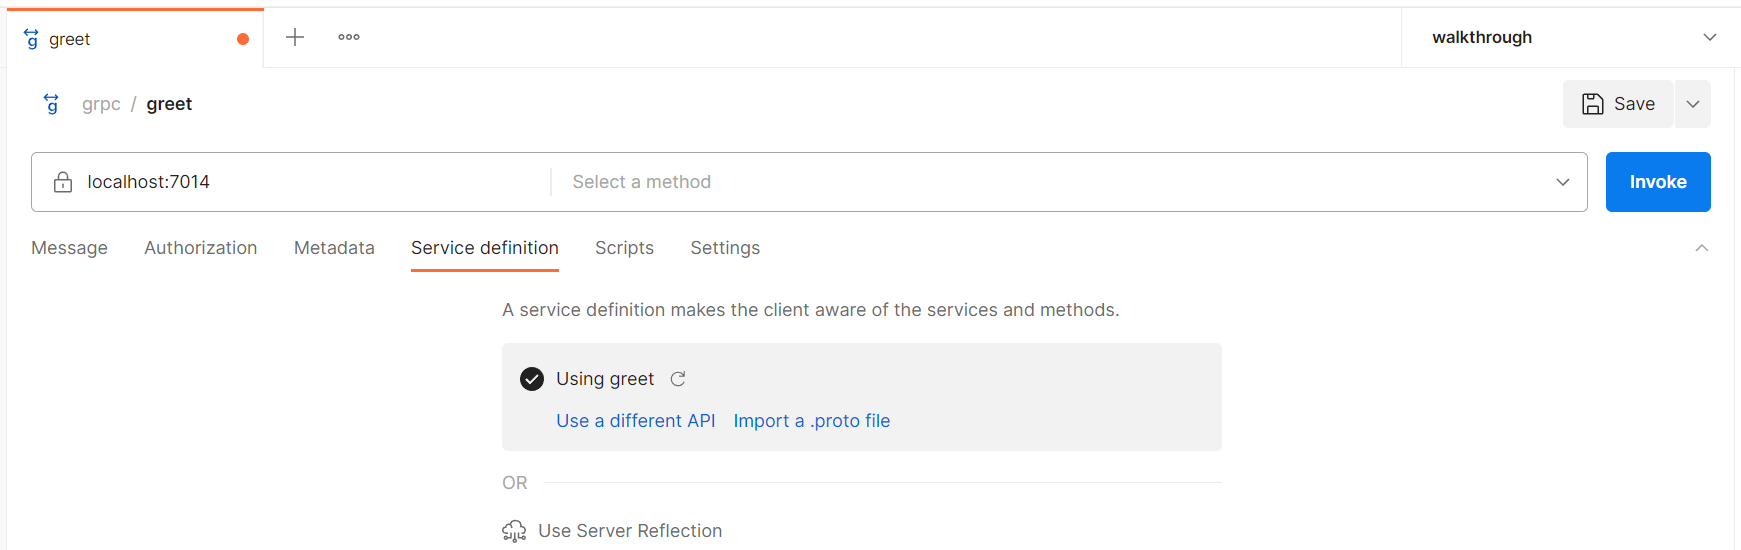 greet
walkthrough
grpc / greet
Save
localhost:7014 Select a method
Invoke
Message Authorization Metadata Service definition Scripts Settings
A service definition makes the client aware of the services and methods.
Using greet
Use a different API Import a .proto file
OR
Use Server Reflection